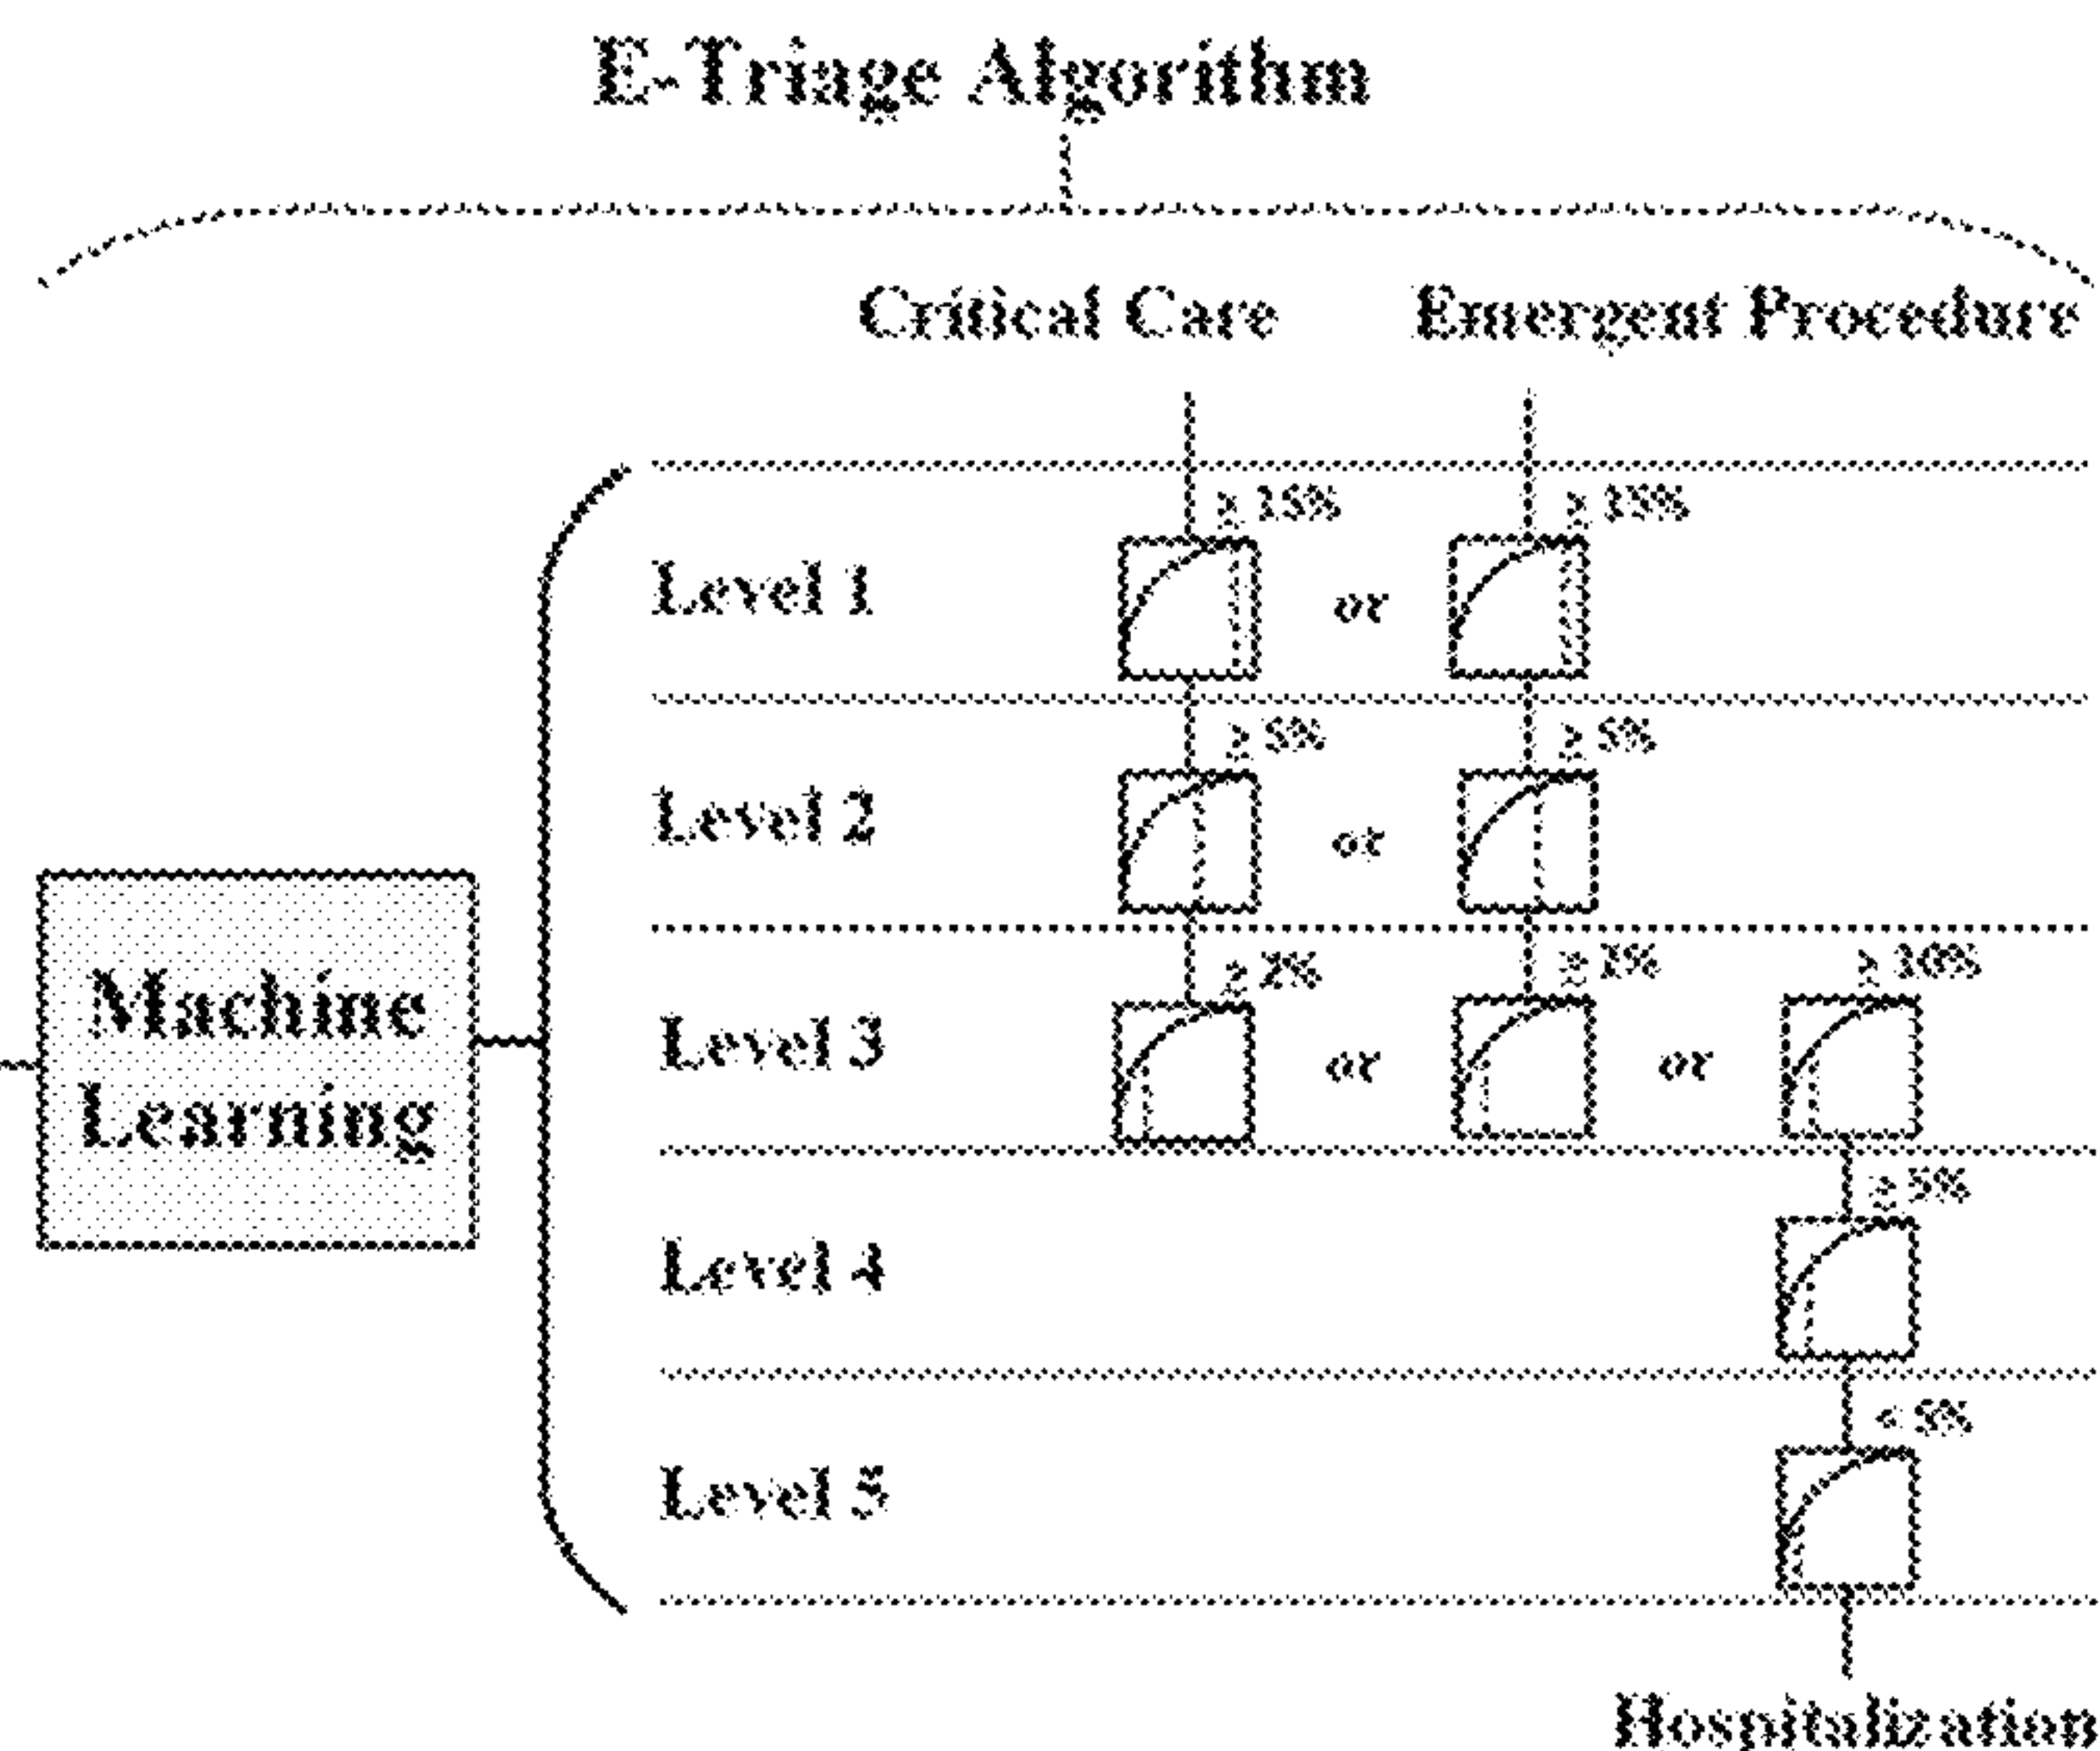 E-Triage Algorithm
Critical Care Emergent Procedure
≥ 15% ≥ 15%
Level 1 or
≥ 5% ≥ 5%
Level 2 or
≥ 2% ≥ 1% ≥ 10%
Level 3 or or
≥ 5%
Level 4
< 5%
Level 5
Hospitalization
Machine
Learning